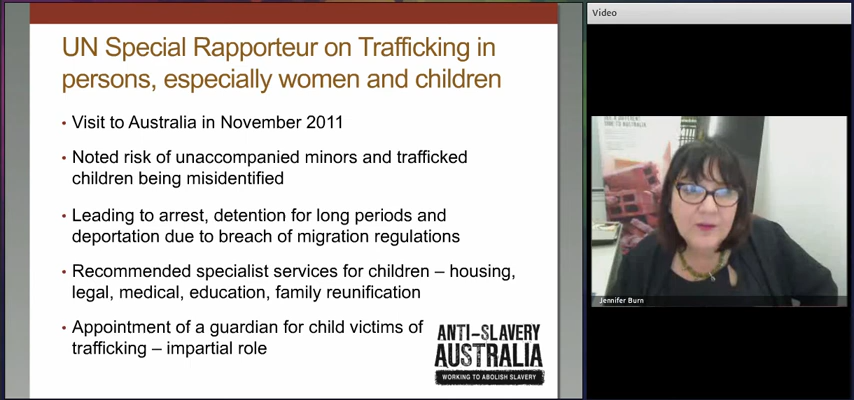 UN Special Rapporteur on Trafficking in
persons, especially women and children
• Visit to Australia in November 2011
• Noted risk of unaccompanied minors and trafficked
children being misidentified
• Leading to arrest, detention for long periods and
deportation due to breach of migration regulations
• Recommended specialist services for children – housing,
legal, medical, education, family reunification
• Appointment of a guardian for child victims of
trafficking – impartial role
ANTI-SLAVERY
AUSTRALIA
WORKING TO ABOLISH SLAVERY
Video
Jennifer Burn